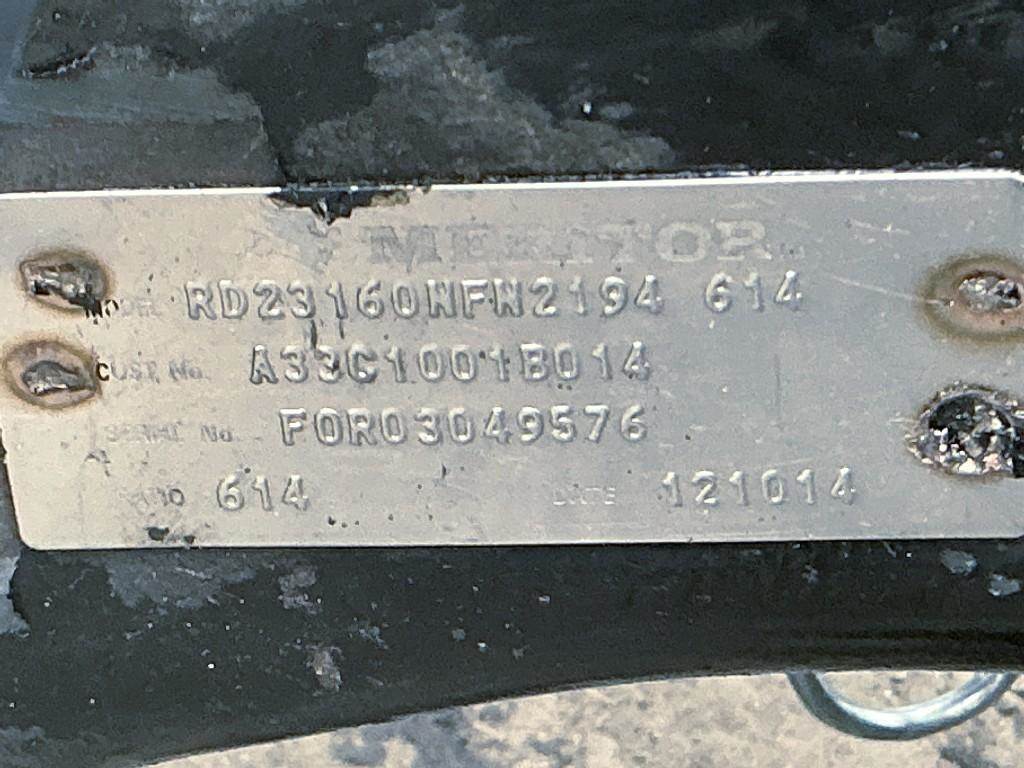 MERITOR
MODEL RD23160NFN2194 614
CUST. No. A33C1001B014
SERIAL No. FOR03049576
RATIO 614 DATE 121014